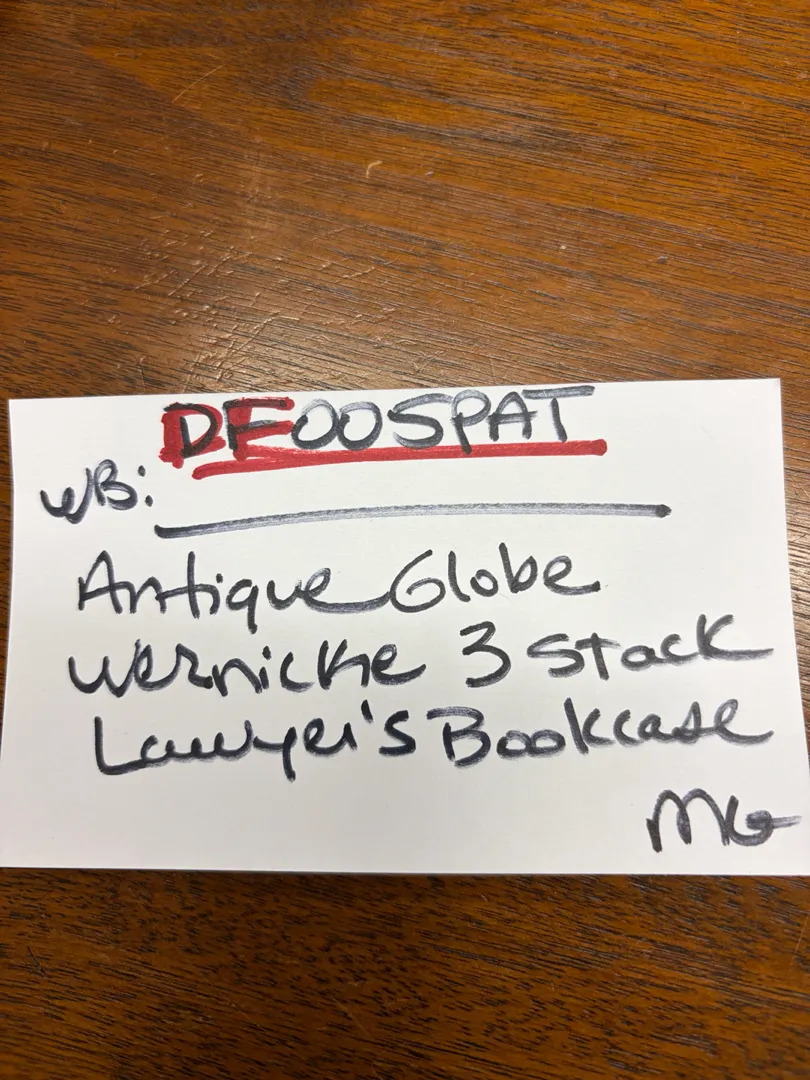 DF00SPAT
WB:
Antique Globe
Wernicke 3 Stack
Lawyer's Bookcase
MG